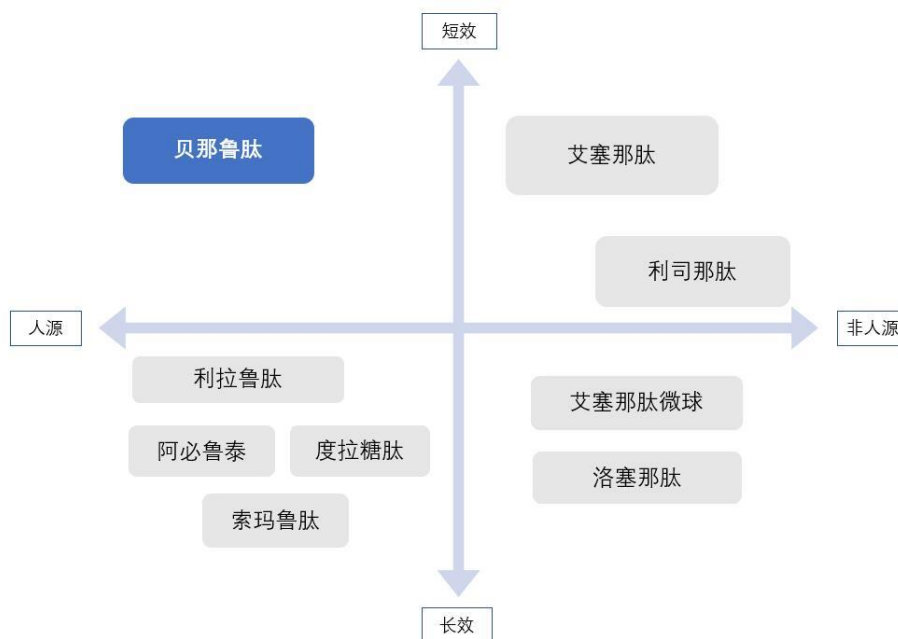 短效
贝那鲁肽
艾塞那肽
利司那肽
人源
非人源
利拉鲁肽
艾塞那肽微球
阿必鲁泰
度拉糖肽
洛塞那肽
索玛鲁肽
长效